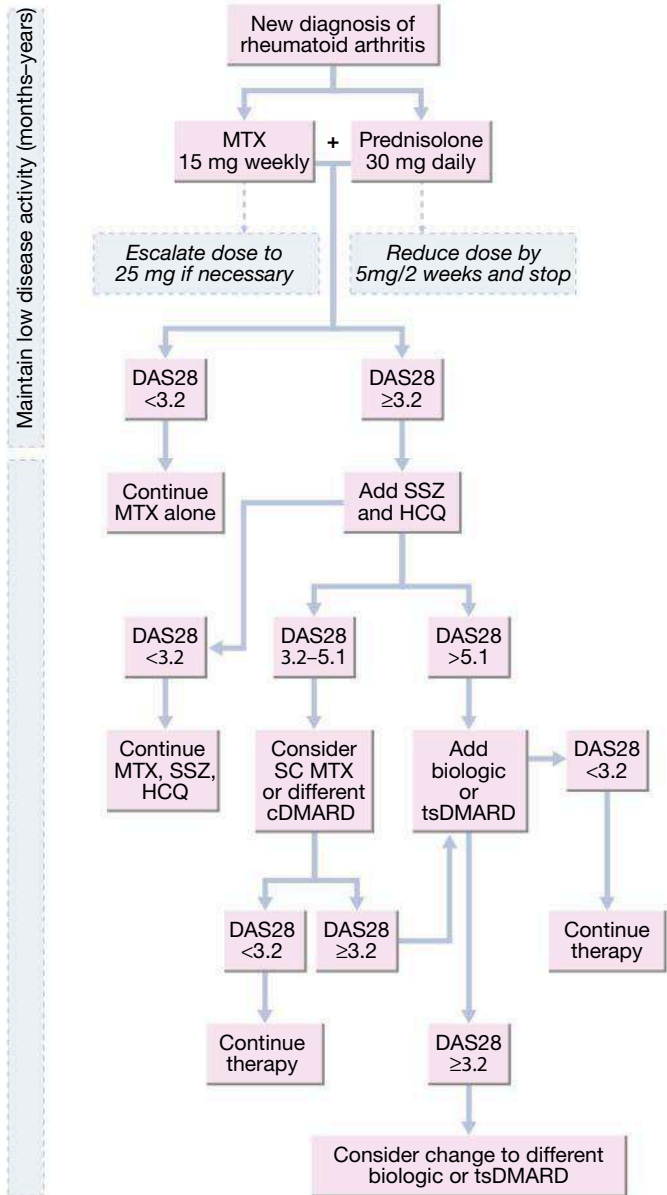 Maintain low disease activity (months–years)
New diagnosis of
rheumatoid arthritis
MTX
15 mg weekly
+
Prednisolone
30 mg daily
Escalate dose to
25 mg if necessary
Reduce dose by
5mg/2 weeks and stop
DAS28
<3.2
DAS28
≥3.2
Continue
MTX alone
Add SSZ
and HCQ
DAS28
<3.2
DAS28
3.2–5.1
DAS28
>5.1
Continue
MTX, SSZ,
HCQ
Consider
SC MTX
or different
cDMARD
Add
biologic
or
tsDMARD
DAS28
<3.2
DAS28
<3.2
DAS28
≥3.2
Continue
therapy
Continue
therapy
DAS28
≥3.2
Consider change to different
biologic or tsDMARD